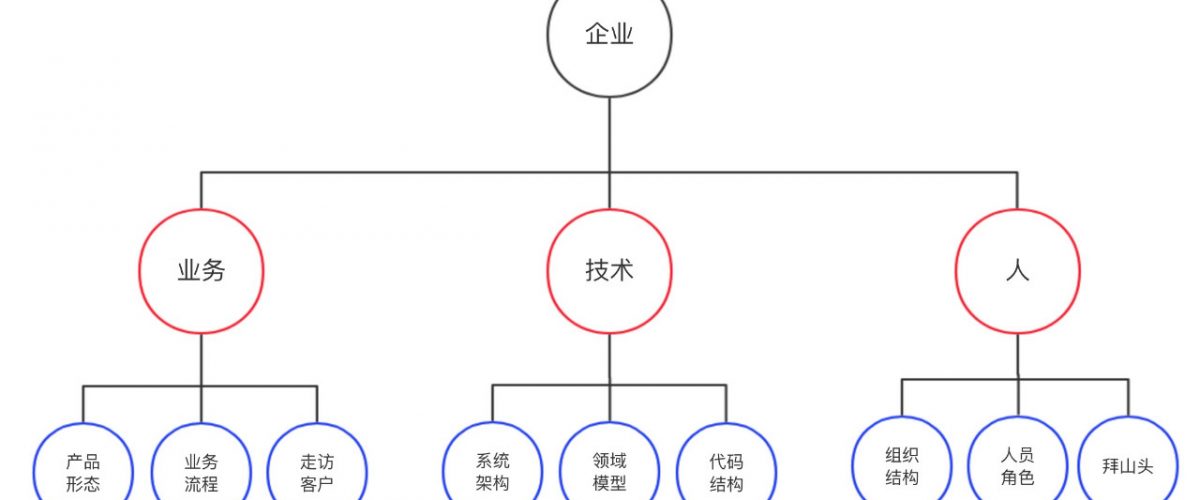 企业
业务
技术
人
产品
形态
业务
流程
走访
客户
系统
架构
领域
模型
代码
结构
组织
结构
人员
角色
拜山头